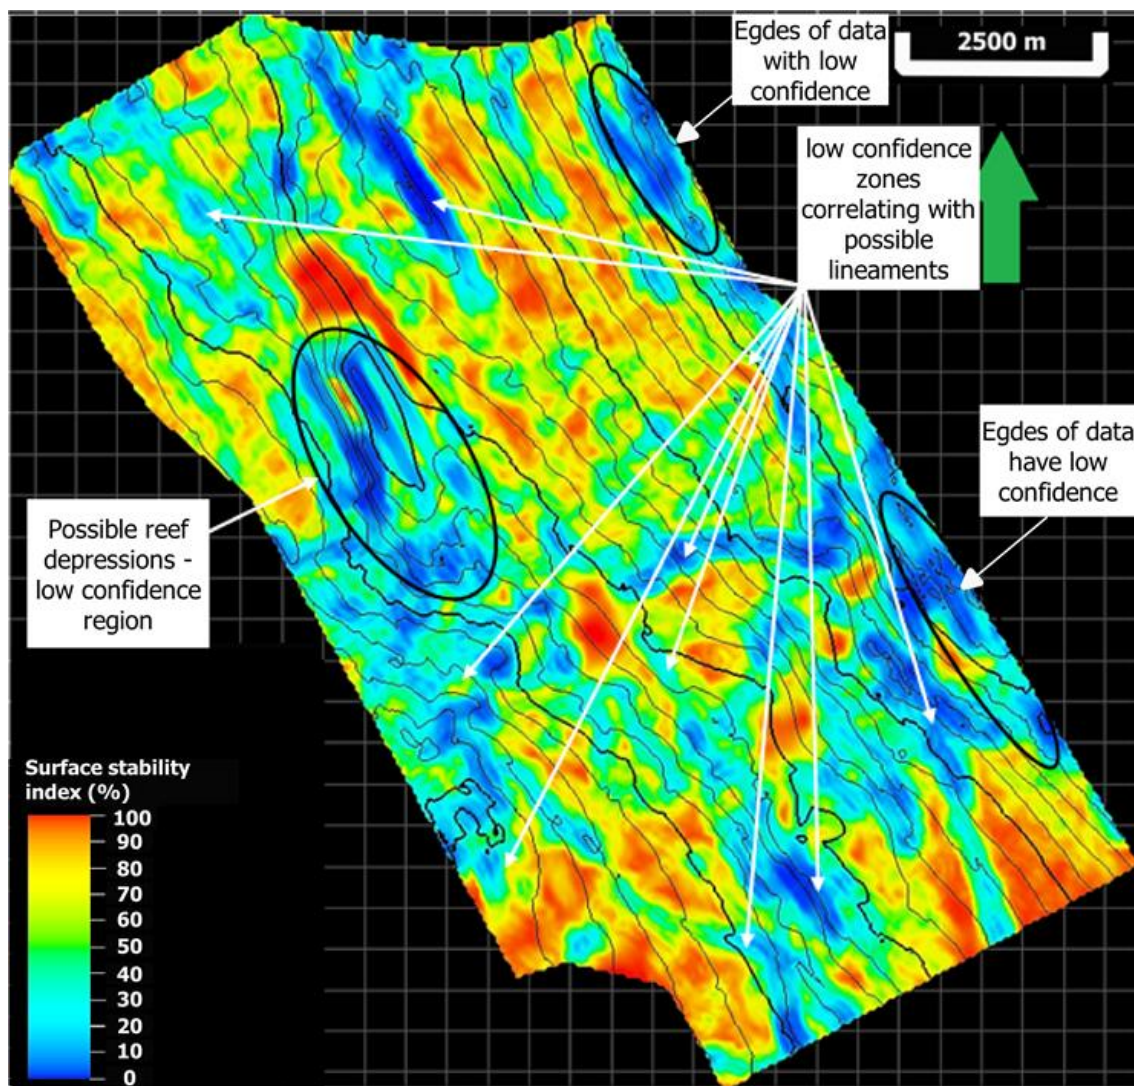 Egdes of data
with low
confidence
2500 m
low confidence
zones
correlating with
possible
lineaments
Egdes of data
have low
confidence
Possible reef
depressions -
low confidence
region
Surface stability
index (%)
100
90
80
70
60
50
40
30
20
10
0